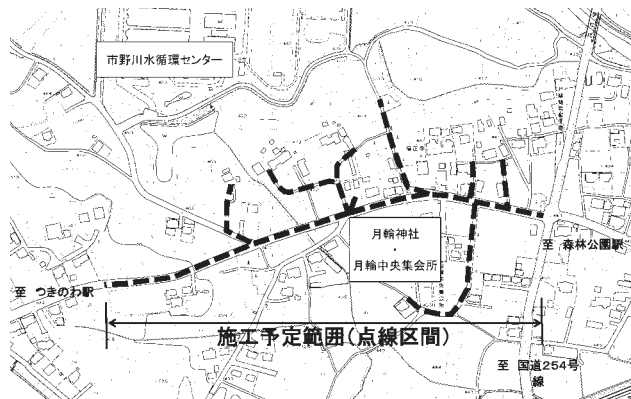 市野川水循環センター
月輪神社
・
月輪中央集会所
至 森林公園駅
至 つきのわ駅
施工予定範囲(点線区間)
至 国道254号
線